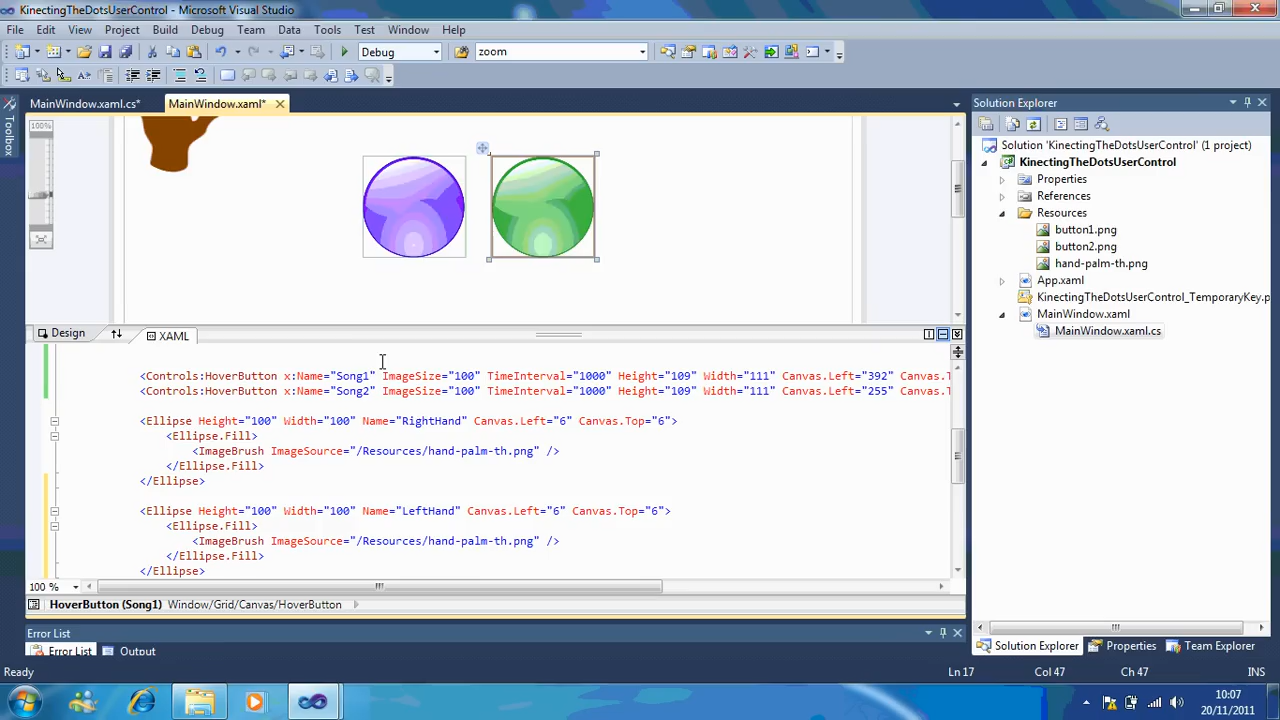 KinectingTheDotsUserControl - Microsoft Visual Studio
File Edit View Project Build Debug Team Data Tools Test Window Help
Debug zoom
MainWindow.xaml.cs* MainWindow.xaml*
Toolbox
100%
Design XAML
<Controls:HoverButton x:Name="Song1" ImageSize="100" TimeInterval="1000" Height="109" Width="111" Canvas.Left="392" Canvas.T
<Controls:HoverButton x:Name="Song2" ImageSize="100" TimeInterval="1000" Height="109" Width="111" Canvas.Left="255" Canvas.T
<Ellipse Height="100" Width="100" Name="RightHand" Canvas.Left="6" Canvas.Top="6">
<Ellipse.Fill>
<ImageBrush ImageSource="/Resources/hand-palm-th.png" />
</Ellipse.Fill>
</Ellipse>
<Ellipse Height="100" Width="100" Name="LeftHand" Canvas.Left="6" Canvas.Top="6">
<Ellipse.Fill>
<ImageBrush ImageSource="/Resources/hand-palm-th.png" />
</Ellipse.Fill>
</Ellipse>
100 %
HoverButton (Song1) Window/Grid/Canvas/HoverButton
Error List
Error List Output
Solution Explorer
Solution 'KinectingTheDotsUserControl' (1 project)
KinectingTheDotsUserControl
Properties
References
Resources
button1.png
button2.png
hand-palm-th.png
App.xaml
KinectingTheDotsUserControl_TemporaryKey.p
MainWindow.xaml
MainWindow.xaml.cs
Solution Explorer Properties Team Explorer
Ready Ln 17 Col 47 Ch 47 INS
10:07
20/11/2011